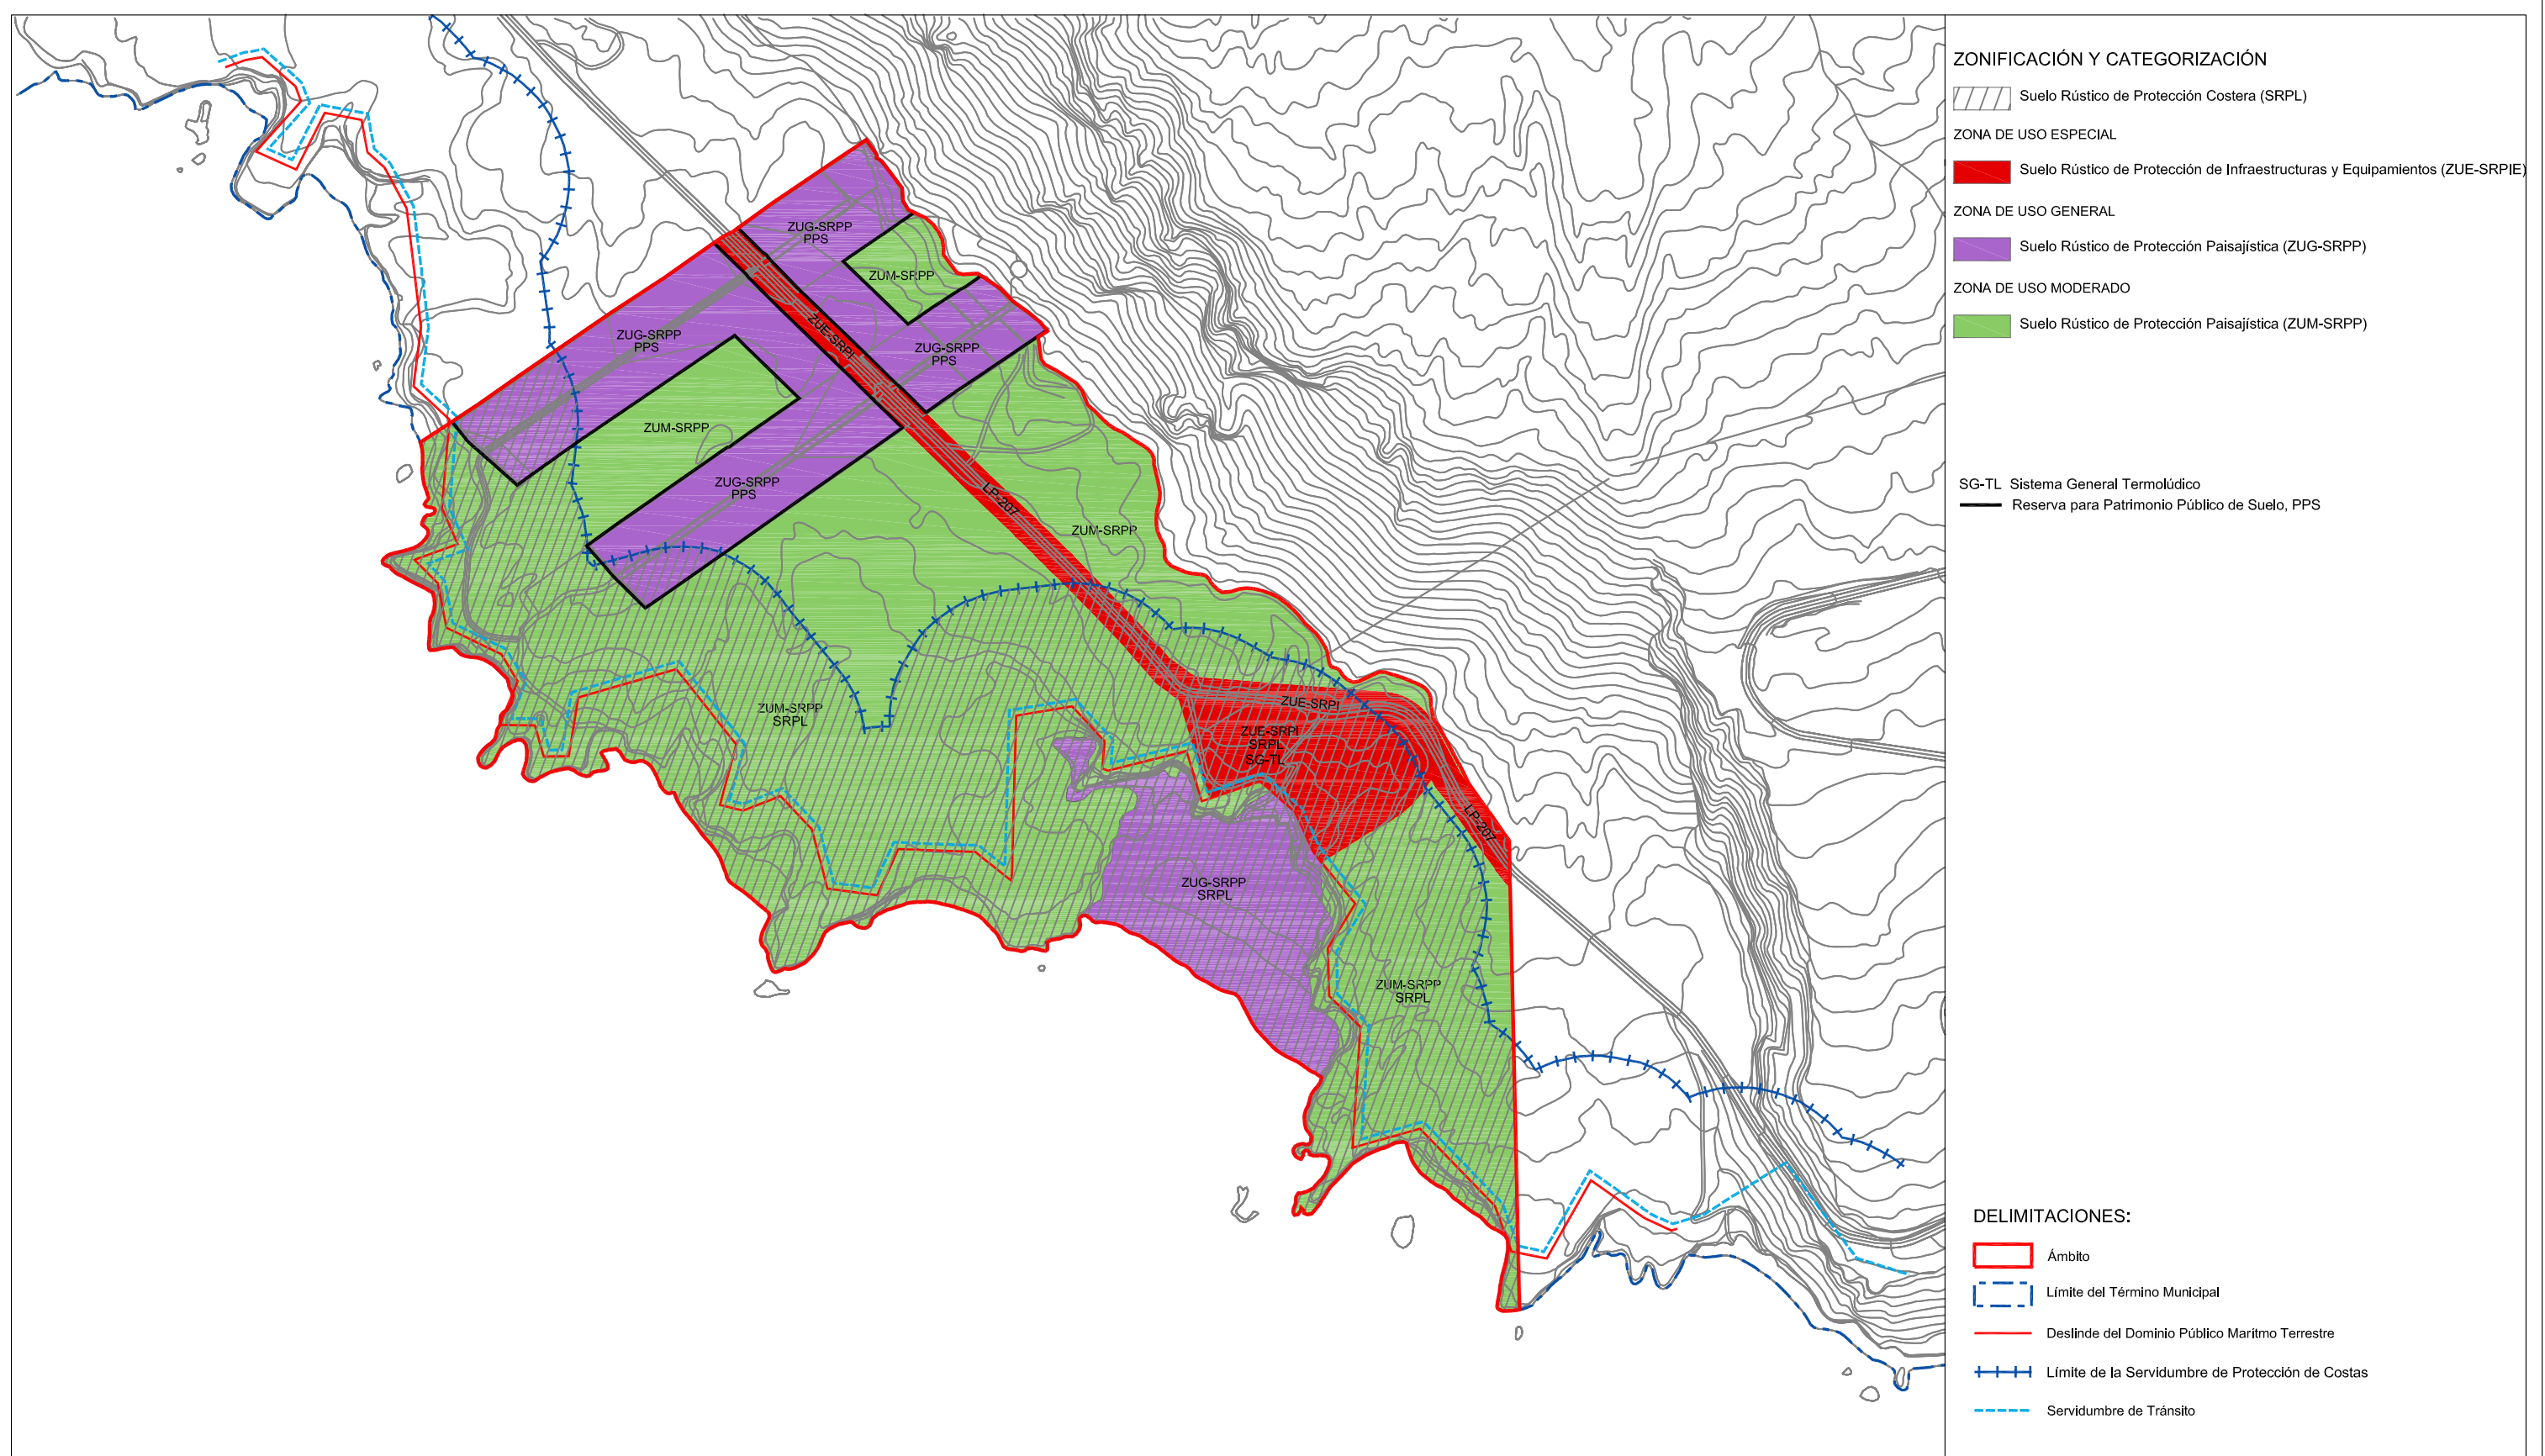 ZUG-SRPP
PPS
ZUM-SRPP
ZUG-SRPP
PPS
ZUE-SRPI
ZUG-SRPP
PPS
ZUM-SRPP
ZUG-SRPP
PPS
LP-207
ZUM-SRPP
ZUM-SRPP
SRPL
ZUE-SRPI
ZUE-SRPI
SRPL
SG-TL
LP-207
ZUG-SRPP
SRPL
ZUM-SRPP
SRPL
ZONIFICACIÓN Y CATEGORIZACIÓN
Suelo Rústico de Protección Costera (SRPL)
ZONA DE USO ESPECIAL
Suelo Rústico de Protección de Infraestructuras y Equipamientos (ZUE-SRPIE)
ZONA DE USO GENERAL
Suelo Rústico de Protección Paisajística (ZUG-SRPP)
ZONA DE USO MODERADO
Suelo Rústico de Protección Paisajística (ZUM-SRPP)
SG-TL Sistema General Termolúdico
Reserva para Patrimonio Público de Suelo, PPS
DELIMITACIONES:
Ámbito
Límite del Término Municipal
Deslinde del Dominio Público Marítmo Terrestre
Límite de la Servidumbre de Protección de Costas
Servidumbre de Tránsito